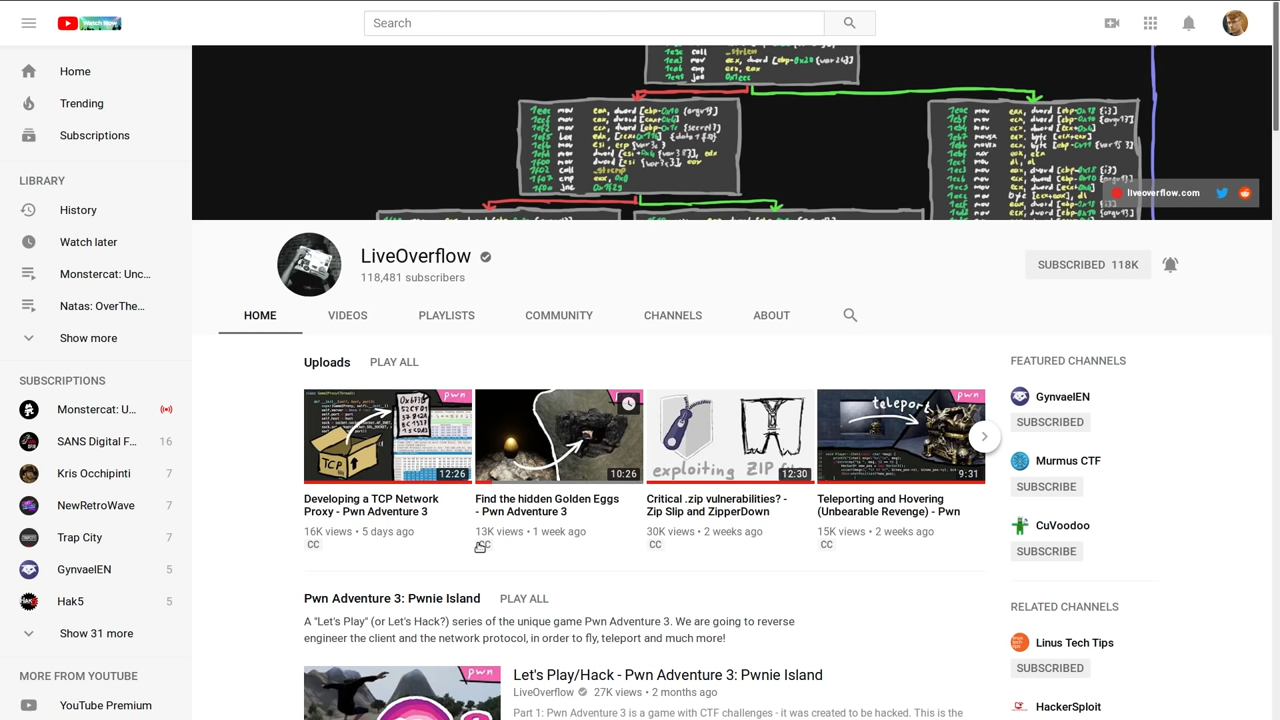 Watch Now
Search
Home
Trending
Subscriptions
LIBRARY
History
Watch later
Monstercat: Unc...
Natas: OverThe...
Show more
SUBSCRIPTIONS
Monstercat: U...
SANS Digital F... 16
Kris Occhipinti 7
NewRetroWave 7
Trap City 7
GynvaelEN 5
Hak5 5
Show 31 more
MORE FROM YOUTUBE
YouTube Premium
liveoverflow.com
LiveOverflow
118,481 subscribers
SUBSCRIBED 118K
HOME VIDEOS PLAYLISTS COMMUNITY CHANNELS ABOUT
Uploads PLAY ALL
pwn
TCP
12:26
Developing a TCP Network
Proxy - Pwn Adventure 3
16K views • 5 days ago
CC
10:26
Find the hidden Golden Eggs
- Pwn Adventure 3
13K views • 1 week ago
exploiting ZIP f
12:30
Critical .zip vulnerabilities? -
Zip Slip and ZipperDown
30K views • 2 weeks ago
CC
teleport
pwn
9:31
Teleporting and Hovering
(Unbearable Revenge) - Pwn
15K views • 2 weeks ago
CC
Pwn Adventure 3: Pwnie Island PLAY ALL
A "Let's Play" (or Let's Hack?) series of the unique game Pwn Adventure 3. We are going to reverse
engineer the client and the network protocol, in order to fly, teleport and much more!
pwn
Let's Play/Hack - Pwn Adventure 3: Pwnie Island
LiveOverflow 27K views • 2 months ago
Part 1: Pwn Adventure 3 is a game with CTF challenges - it was created to be hacked. This is the
FEATURED CHANNELS
GynvaelEN
SUBSCRIBED
Murmus CTF
SUBSCRIBE
CuVoodoo
SUBSCRIBE
RELATED CHANNELS
Linus Tech Tips
SUBSCRIBED
HackerSploit